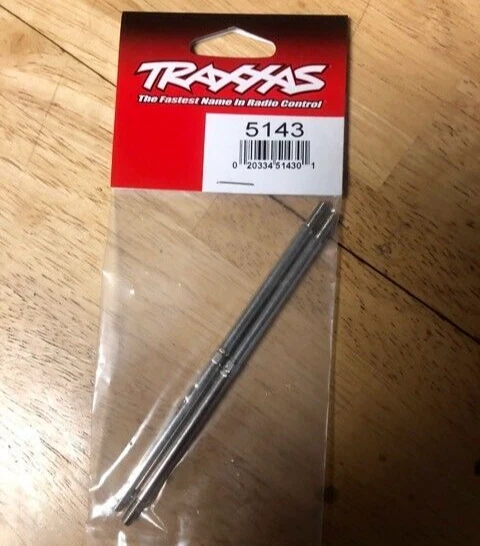 TRAXXAS
The Fastest Name In Radio Control
5143
0 20334 51430 1